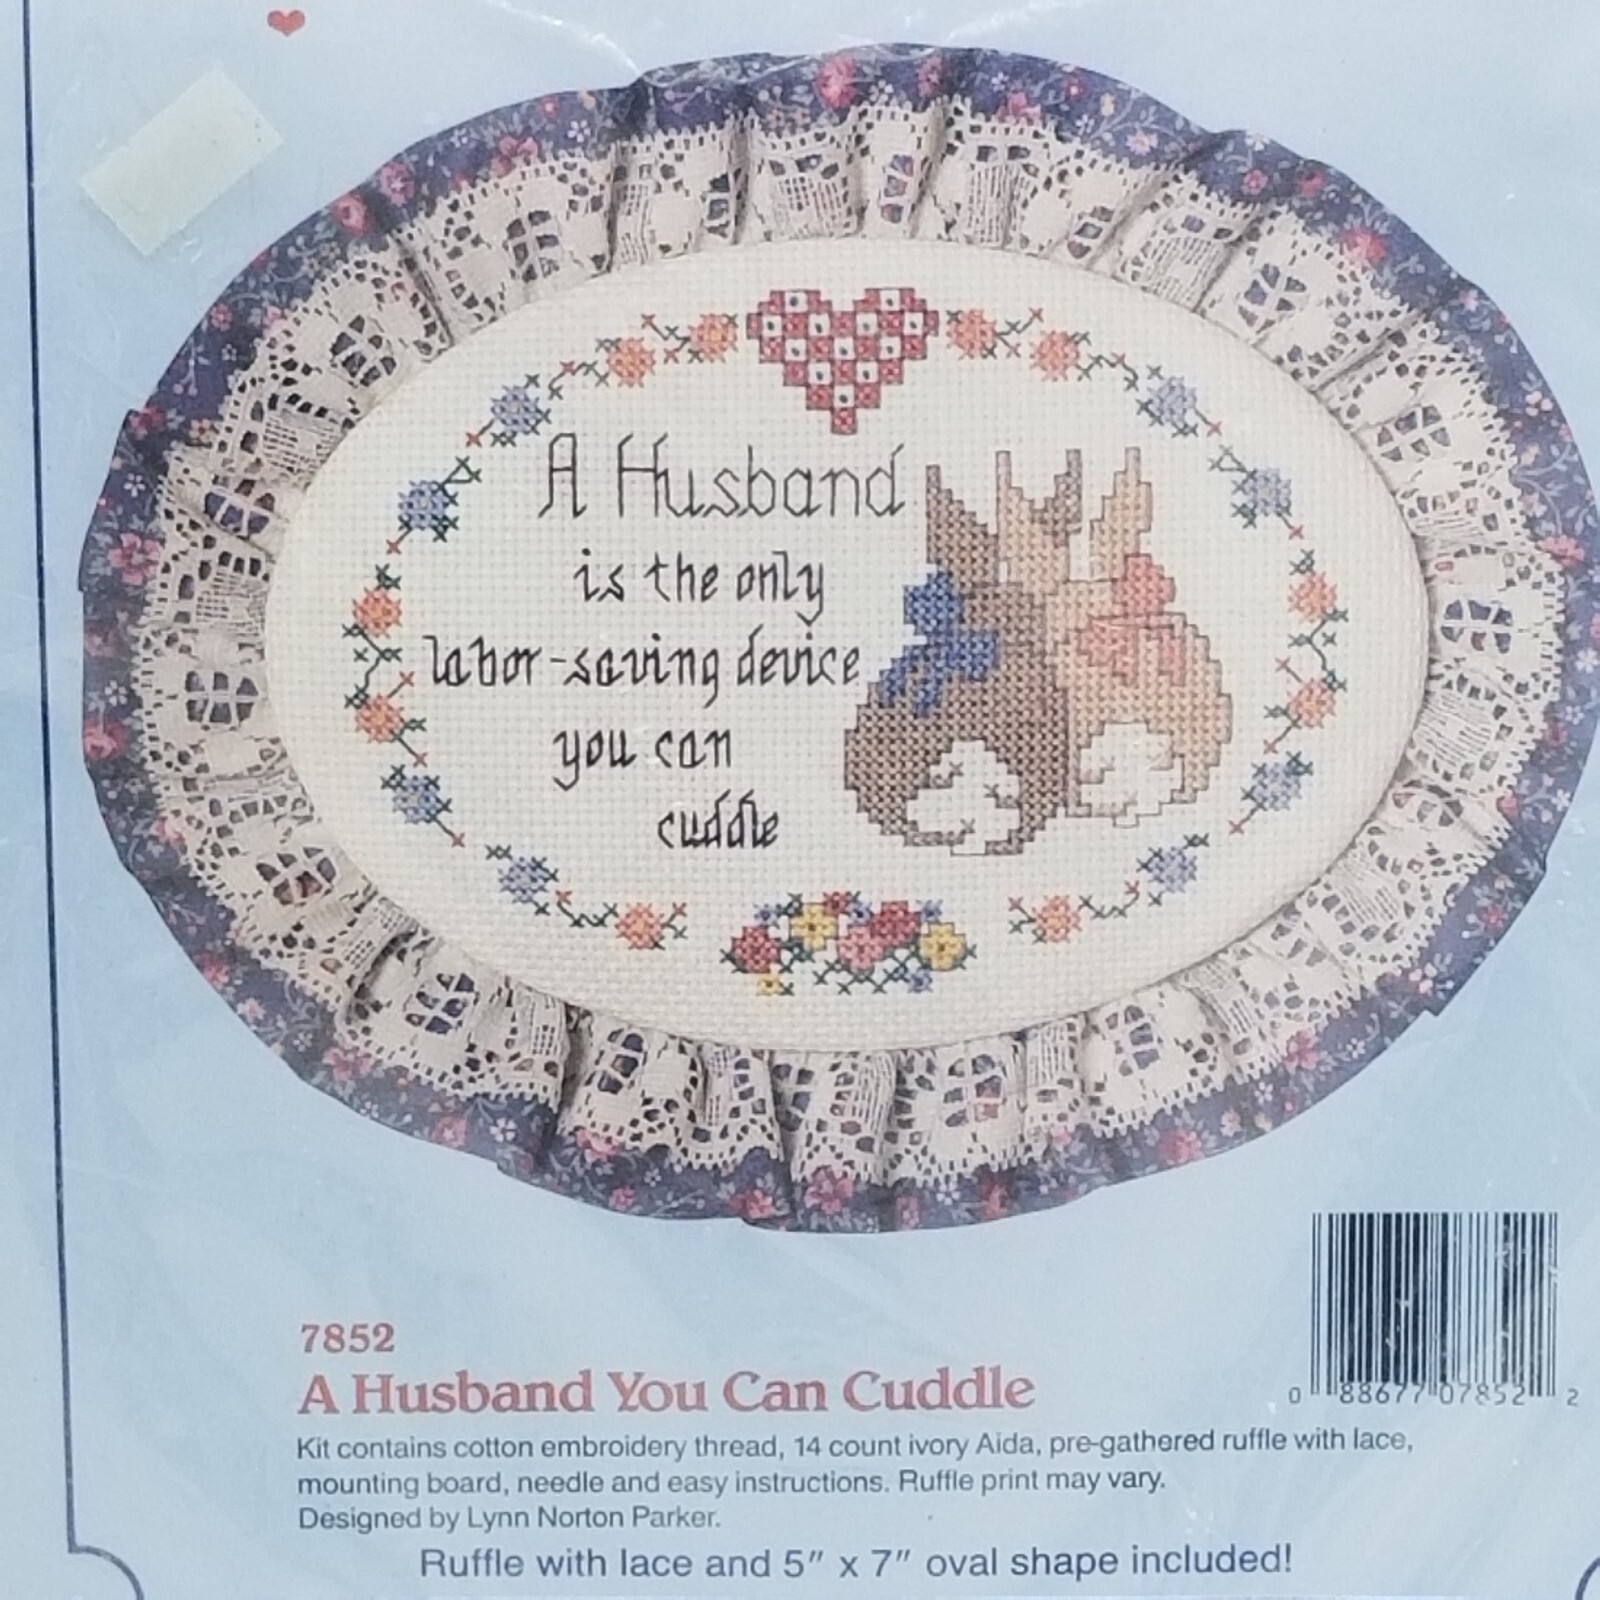 A Husband
is the only
labor-saving device
you can
cuddle
7852
A Husband You Can Cuddle
Kit contains cotton embroidery thread, 14 count ivory Aida, pre-gathered ruffle with lace,
mounting board, needle and easy instructions. Ruffle print may vary.
Designed by Lynn Norton Parker.
Ruffle with lace and 5″ x 7″ oval shape included!
0 88677 07852 2